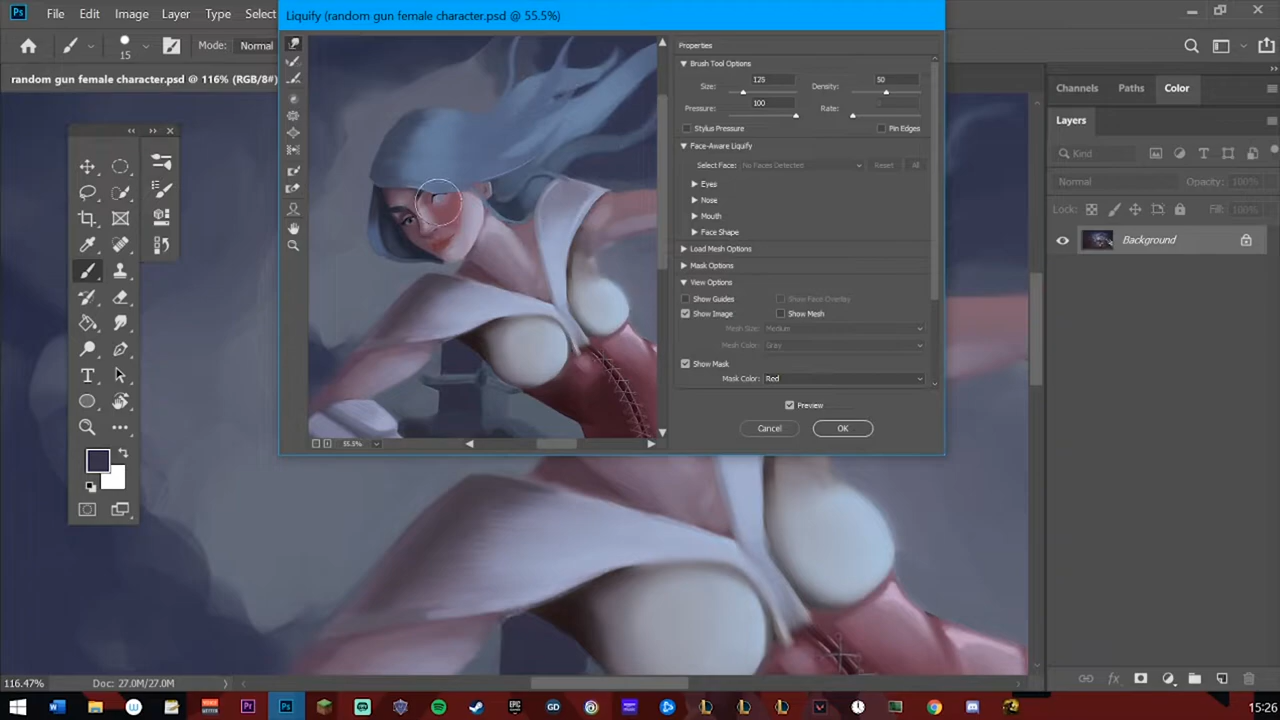 Ps File Edit Image Layer Type Select
Liquify (random gun female character.psd @ 55.5%)
15 Mode: Normal
random gun female character.psd @ 116% (RGB/8#)
Properties
Brush Tool Options
Size: 125 Density: 50
Pressure: 100 Rate: 0
Stylus Pressure Pin Edges
Face-Aware Liquify
Select Face: No Faces Detected Reset All
Eyes
Nose
Mouth
Face Shape
Load Mesh Options
Mask Options
View Options
Show Guides Show Face Overlay
Show Image Show Mesh
Mesh Size: Medium
Mesh Color: Gray
Show Mask
Mask Color: Red
Preview
Cancel OK
55.5%
Channels Paths Color
Layers
Kind
Normal Opacity: 100%
Lock: Fill: 100%
Background
116.47% Doc: 27.0M/27.0M
15:26